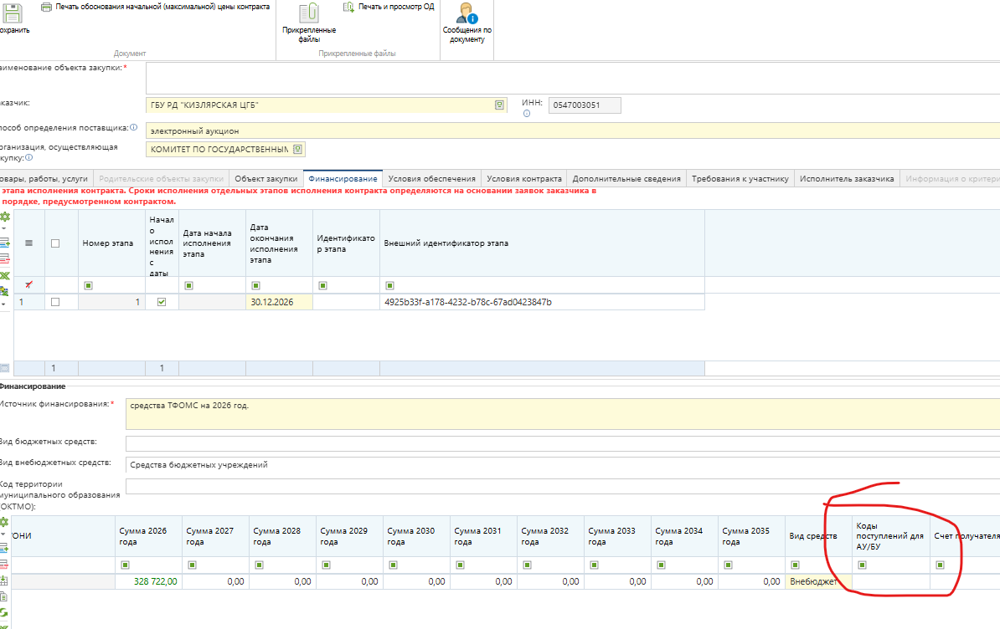 Печать обоснования начальной (максимальной) цены контракта
Печать и просмотр ОД
охранить
Прикрепленные
файлы
Сообщения по
документу
Документ
Прикрепленные файлы
аименование объекта закупки:*
аказчик:
ГБУ РД "КИЗЛЯРСКАЯ ЦГБ"
ИНН:
0547003051
пособ определения поставщика:
электронный аукцион
рганизация, осуществляющая
купку:
КОМИТЕТ ПО ГОСУДАРСТВЕННЫМ
овары, работы, услуги
Родительские объекты закупки
Объект закупки
Финансирование
Условия обеспечения
Условия контракта
Дополнительные сведения
Требования к участнику
Исполнитель заказчика
Информация о критери
этапа исполнения контракта. Сроки исполнения отдельных этапов исполнения контракта определяются на основании заявок заказчика в
порядке, предусмотренном контрактом.
Номер этапа
Начал
о
испол
нения
с
даты
Дата начала
исполнения
этапа
Дата
окончания
исполнения
этапа
Идентификато
р этапа
Внешний идентификатор этапа
1
1
30.12.2026
4925b33f-a178-4232-b78c-67ad0423847b
1
1
Финансирование
Источник финансирования:*
средства ТФОМС на 2026 год.
Вид бюджетных средств:
Вид внебюджетных средств:
Средства бюджетных учреждений
Код территории
муниципального образования
ОКТМО):
ОНИ
Сумма 2026
года
Сумма 2027
года
Сумма 2028
года
Сумма 2029
года
Сумма 2030
года
Сумма 2031
года
Сумма 2032
года
Сумма 2033
года
Сумма 2034
года
Сумма 2035
года
Вид средств
Коды
поступлений для
АУ/БУ
Счет получателя
328 722,00
0,00
0,00
0,00
0,00
0,00
0,00
0,00
0,00
0,00
Внебюджет